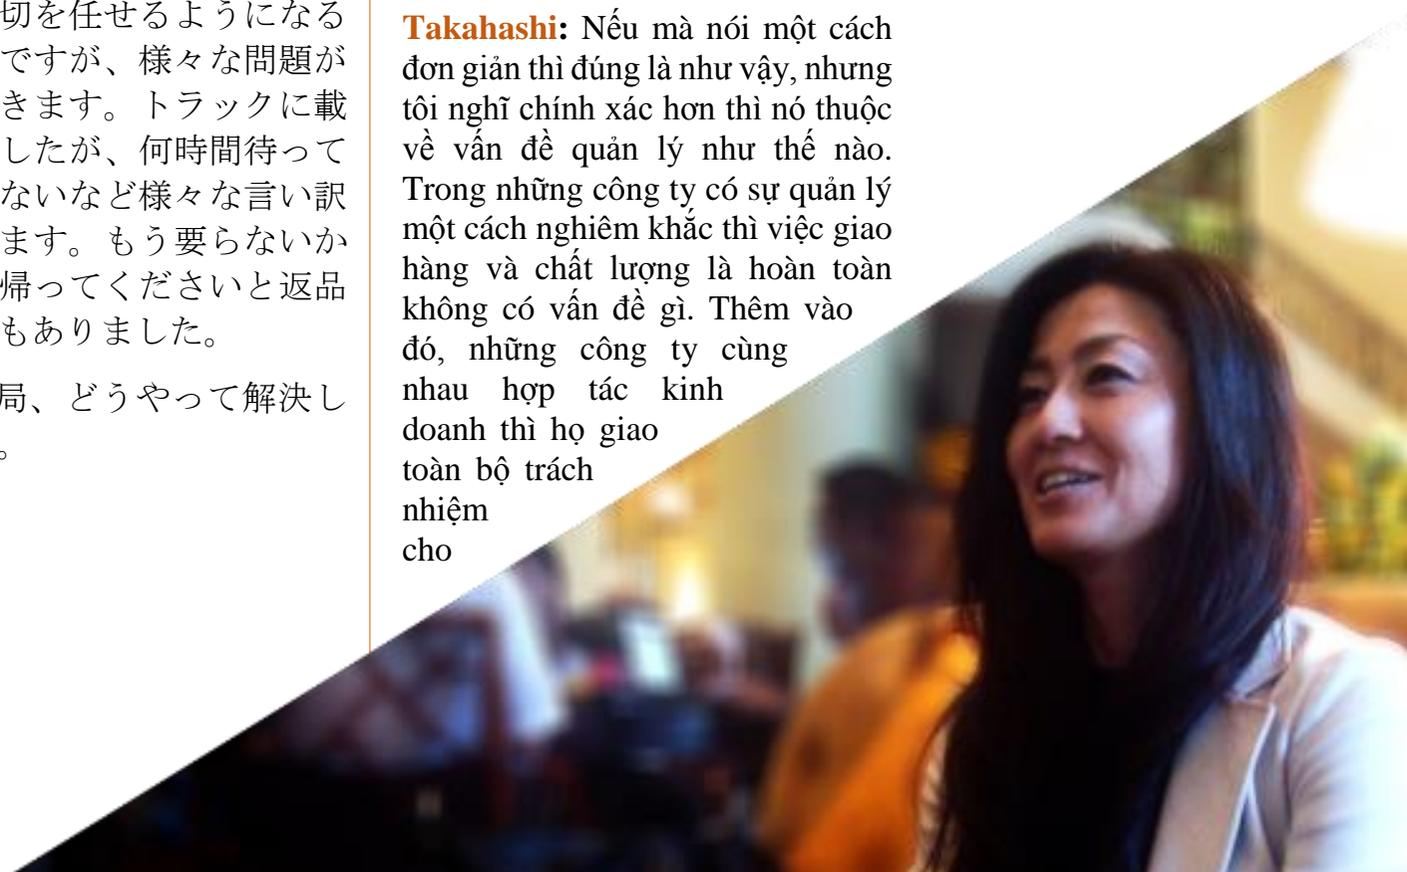 切を任せるようになる
ですが、様々な問題が
きます。トラックに載
したが、何時間待って
ないなど様々な言い訳
ます。もう要らないか
帰ってくださいと返品
もありました。
局、どうやって解決し
。
Takahashi: Nếu mà nói một cách
đơn giản thì đúng là như vậy, nhưng
tôi nghĩ chính xác hơn thì nó thuộc
về vấn đề quản lý như thế nào.
Trong những công ty có sự quản lý
một cách nghiêm khắc thì việc giao
hàng và chất lượng là hoàn toàn
không có vấn đề gì. Thêm vào
đó, những công ty cùng
nhau hợp tác kinh
doanh thì họ giao
toàn bộ trách
nhiệm
cho